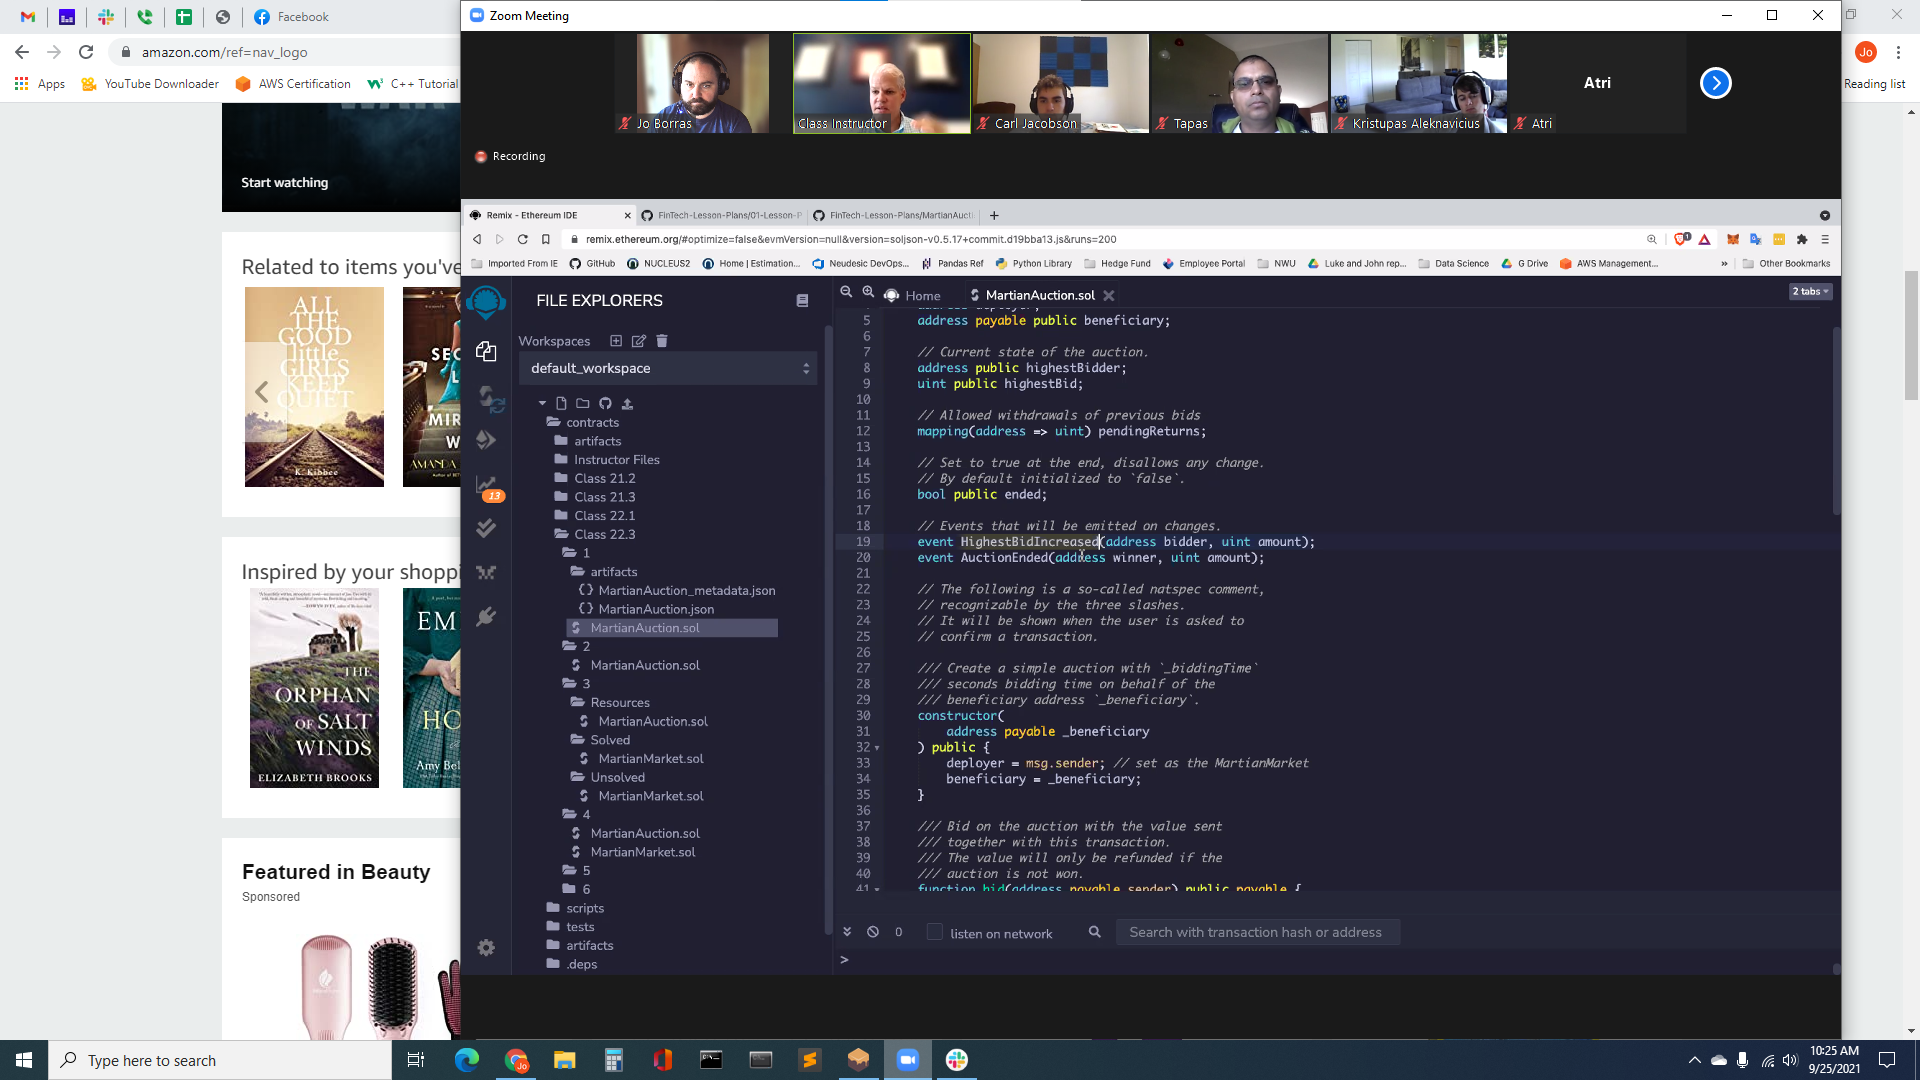 Facebook
amazon.com/ref=nav_logo
Apps
YouTube Downloader
AWS Certification
C++ Tutorial
Jo
Reading list
Start watching
Related to items you've
ALL
THE
GOOD
little
GIRLS
KEEP
QUIET
K. Kibbee
MIR
AMANDA
Inspired by your shoppi
THE
ORPHAN
OF SALT
WINDS
ELIZABETH BROOKS
EM
HO
Amy Be
Featured in Beauty
Sponsored
Zoom Meeting
Jo Borras
Class Instructor
Carl Jacobson
Tapas
Kristupas Aleknavicius
Atri
Atri
Recording
Remix - Ethereum IDE
FinTech-Lesson-Plans/01-Lesson-P
FinTech-Lesson-Plans/MartianAucti
remix.ethereum.org/#optimize=false&evmVersion=null&version=soljson-v0.5.17+commit.d19bba13.js&runs=200
Imported From IE
GitHub
NUCLEUS2
Home | Estimation...
Neudesic DevOps...
Pandas Ref
Python Library
Hedge Fund
Employee Portal
NWU
Luke and John rep...
Data Science
G Drive
AWS Management...
»
Other Bookmarks
FILE EXPLORERS
Workspaces
default_workspace
contracts
artifacts
Instructor Files
Class 21.2
Class 21.3
Class 22.1
Class 22.3
1
artifacts
MartianAuction_metadata.json
MartianAuction.json
MartianAuction.sol
2
MartianAuction.sol
3
Resources
MartianAuction.sol
Solved
MartianMarket.sol
Unsolved
MartianMarket.sol
4
MartianAuction.sol
MartianMarket.sol
5
6
scripts
tests
artifacts
.deps
13
Home
MartianAuction.sol
2 tabs
5 address payable public beneficiary;
6
7 // Current state of the auction.
8 address public highestBidder;
9 uint public highestBid;
10
11 // Allowed withdrawals of previous bids
12 mapping(address => uint) pendingReturns;
13
14 // Set to true at the end, disallows any change.
15 // By default initialized to `false`.
16 bool public ended;
17
18 // Events that will be emitted on changes.
19 event HighestBidIncreased(address bidder, uint amount);
20 event AuctionEnded(address winner, uint amount);
21
22 // The following is a so-called natspec comment,
23 // recognizable by the three slashes.
24 // It will be shown when the user is asked to
25 // confirm a transaction.
26
27 /// Create a simple auction with `_biddingTime`
28 /// seconds bidding time on behalf of the
29 /// beneficiary address `_beneficiary`.
30 constructor(
31 address payable _beneficiary
32 ) public {
33 deployer = msg.sender; // set as the MartianMarket
34 beneficiary = _beneficiary;
35 }
36
37 /// Bid on the auction with the value sent
38 /// together with this transaction.
39 /// The value will only be refunded if the
40 /// auction is not won.
41 function bid(address payable sender) public payable {
0
listen on network
Search with transaction hash or address
>
Type here to search
10:25 AM
9/25/2021